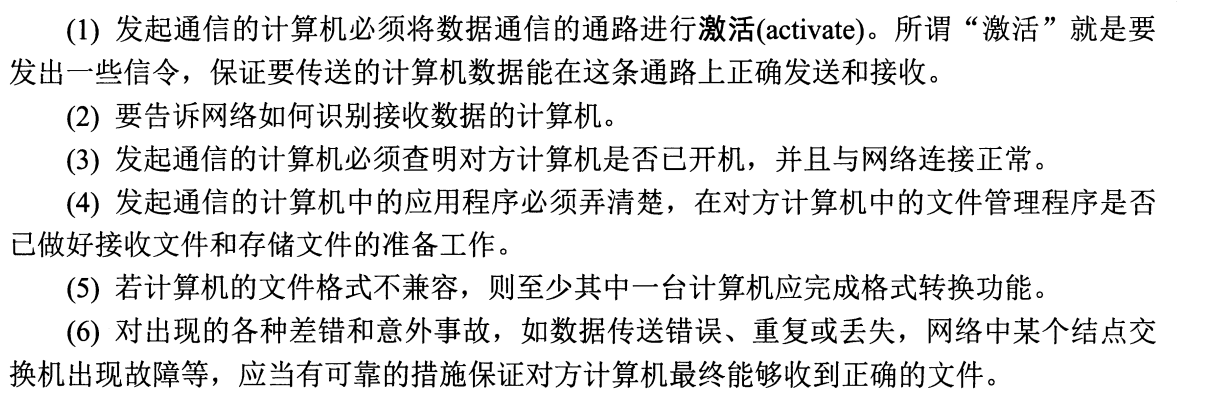 (1) 发起通信的计算机必须将数据通信的通路进行激活(activate)。所谓“激活”就是要
发出一些信令，保证要传送的计算机数据能在这条通路上正确发送和接收。
(2) 要告诉网络如何识别接收数据的计算机。
(3) 发起通信的计算机必须查明对方计算机是否已开机，并且与网络连接正常。
(4) 发起通信的计算机中的应用程序必须弄清楚，在对方计算机中的文件管理程序是否
已做好接收文件和存储文件的准备工作。
(5) 若计算机的文件格式不兼容，则至少其中一台计算机应完成格式转换功能。
(6) 对出现的各种差错和意外事故，如数据传送错误、重复或丢失，网络中某个结点交
换机出现故障等，应当有可靠的措施保证对方计算机最终能够收到正确的文件。